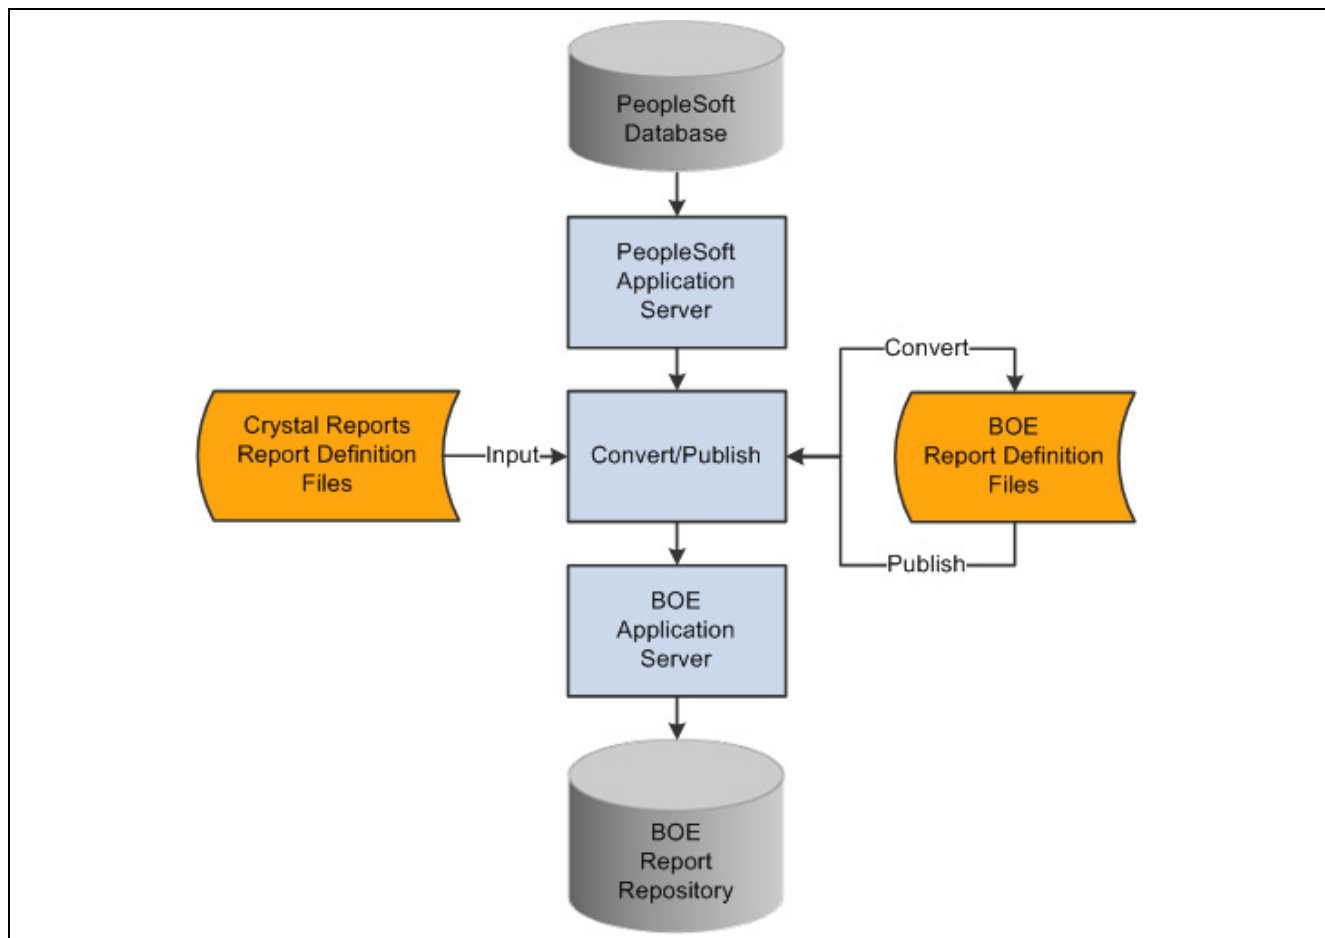 PeopleSoft
Database
PeopleSoft
Application
Server
Convert
Crystal Reports
Report Definition
Files
Input
Convert/Publish
BOE
Report Definition
Files
Publish
BOE
Application
Server
BOE
Report
Repository